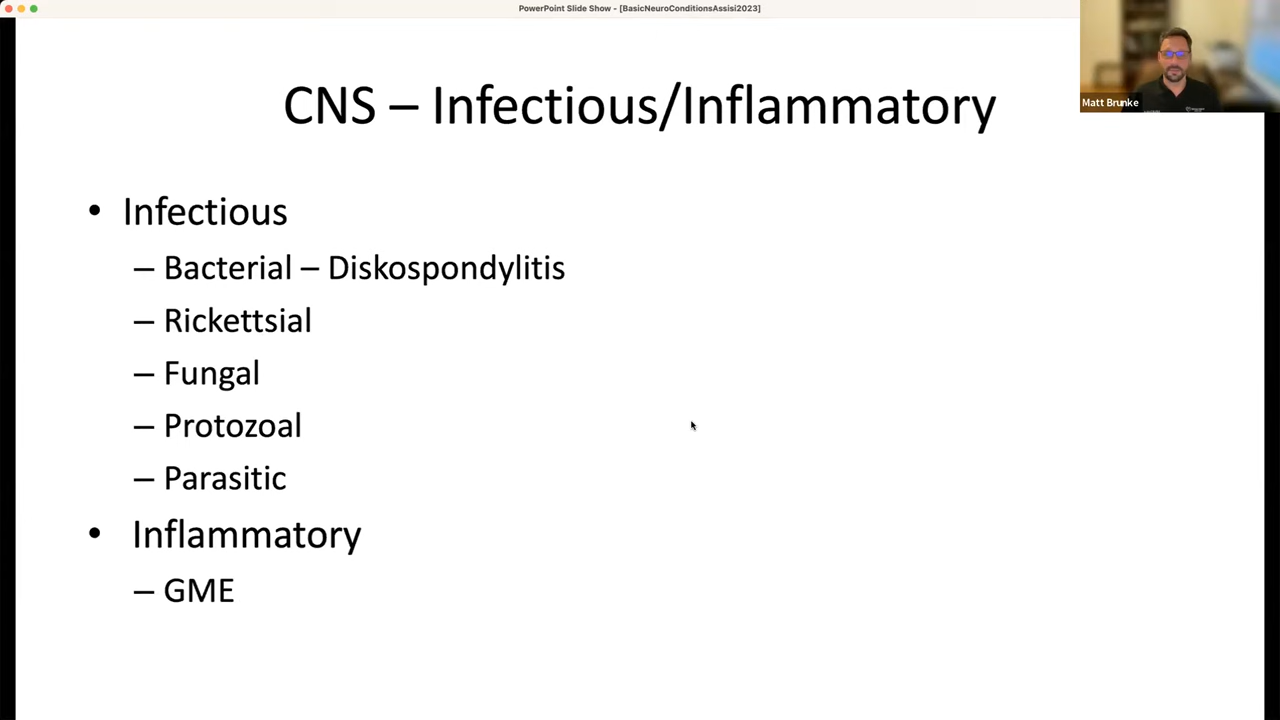 PowerPoint Slide Show - [BasicNeuroConditionsAssisi2023]
CNS – Infectious/Inflammatory
Matt Brunke
• Infectious
– Bacterial – Diskospondylitis
– Rickettsial
– Fungal
– Protozoal
– Parasitic
• Inflammatory
– GME